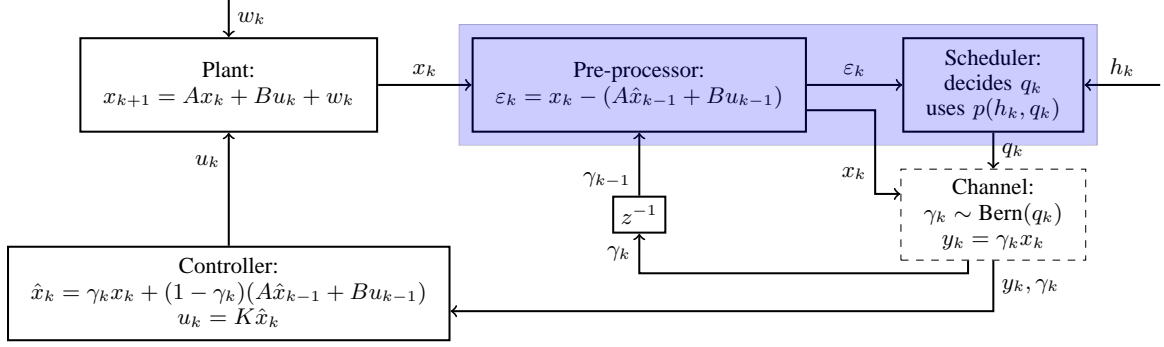 w_k
Plant:
x_{k+1} = Ax_k + Bu_k + w_k
x_k
Pre-processor:
ε_k = x_k − (Ax̂_{k−1} + Bu_{k−1})
ε_k
Scheduler:
decides q_k
uses p(h_k, q_k)
h_k
u_k
γ_{k−1}
z^{−1}
γ_k
x_k
q_k
Channel:
γ_k ∼ Bern(q_k)
y_k = γ_k x_k
y_k, γ_k
Controller:
x̂_k = γ_k x_k + (1 − γ_k)(Ax̂_{k−1} + Bu_{k−1})
u_k = Kx̂_k